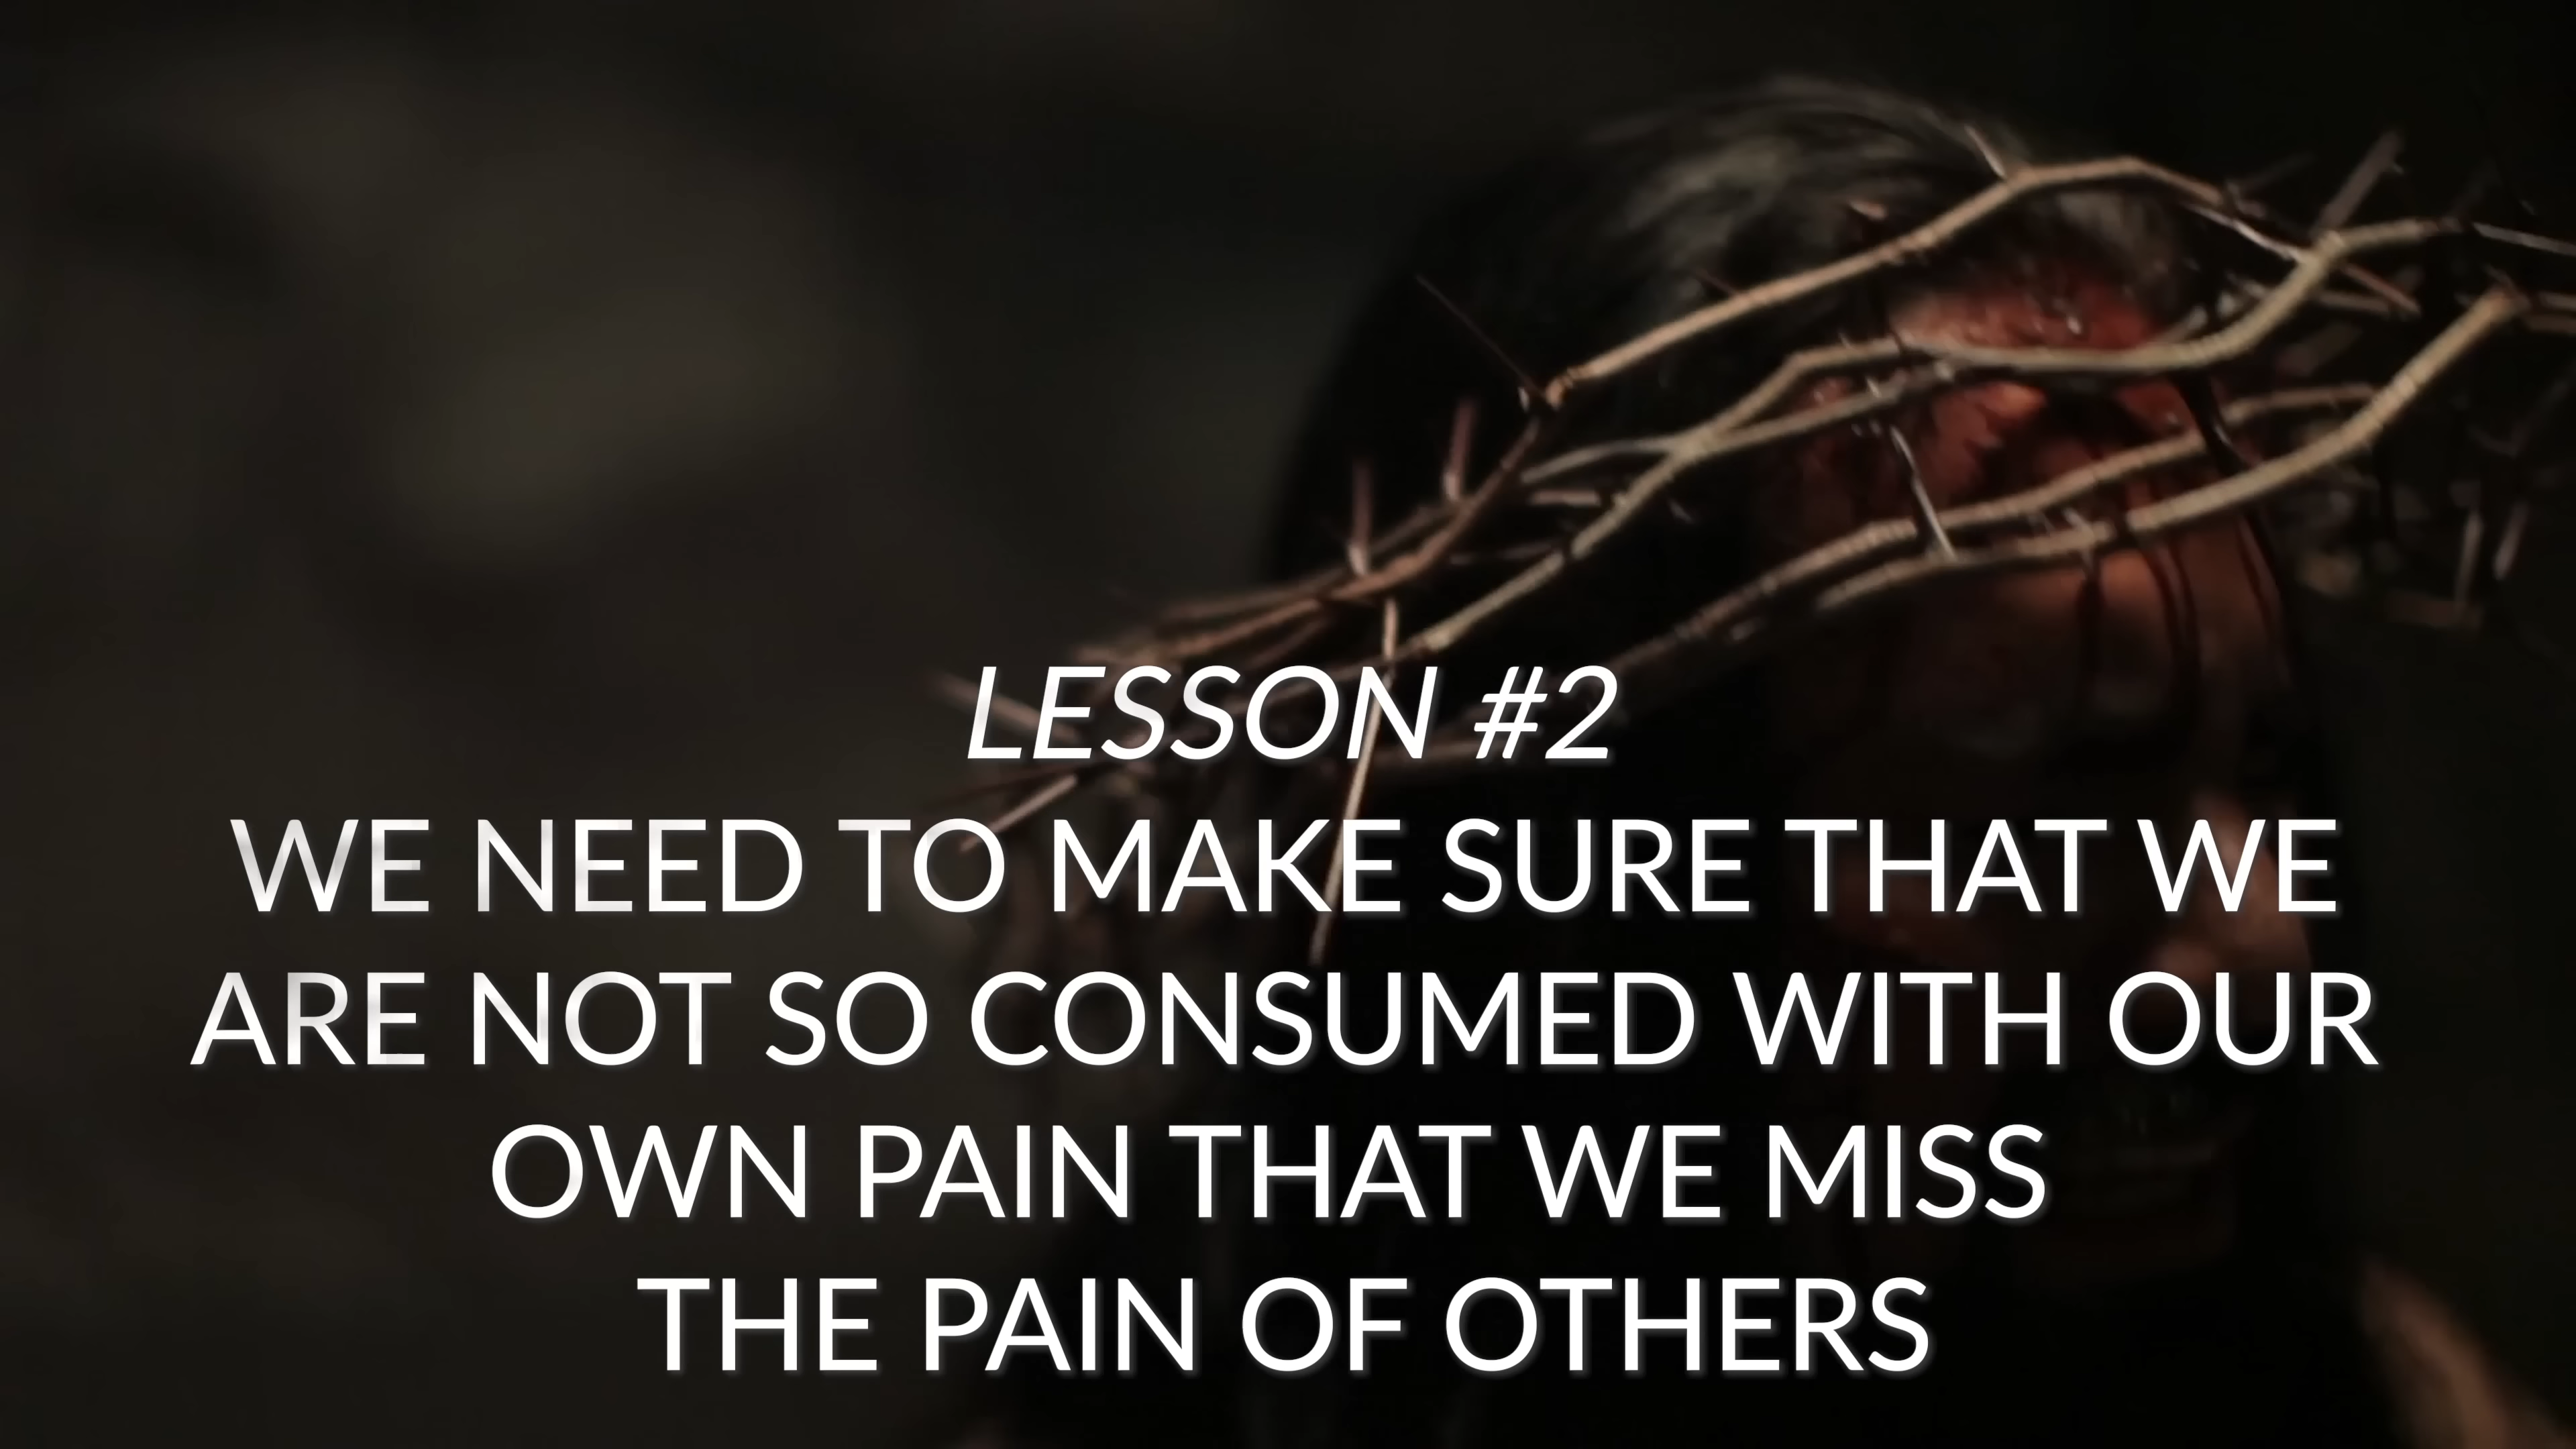 LESSON #2
WE NEED TO MAKE SURE THAT WE
ARE NOT SO CONSUMED WITH OUR
OWN PAIN THAT WE MISS
THE PAIN OF OTHERS